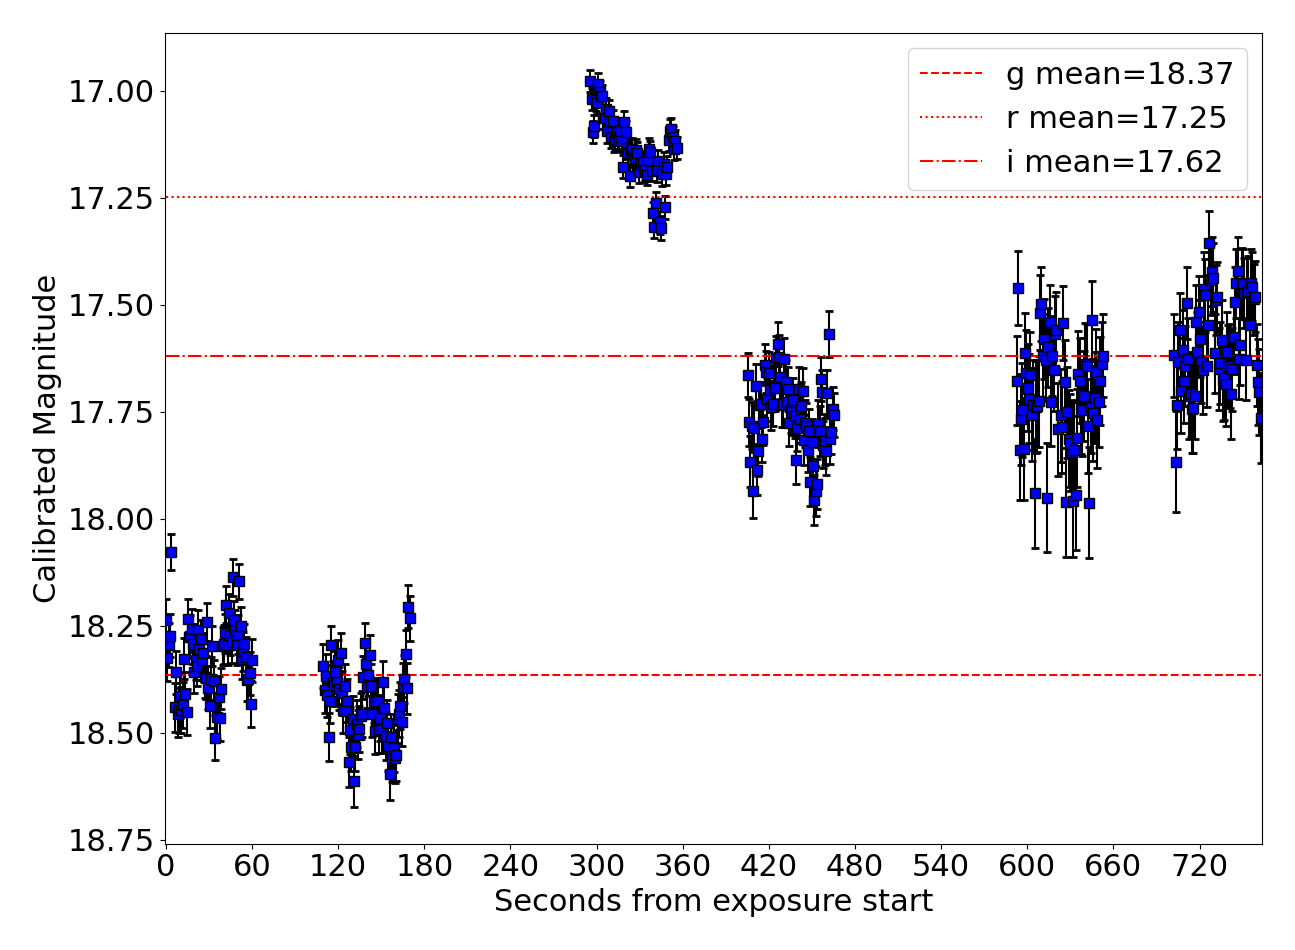 17.00
17.25
17.50
17.75
18.00
18.25
18.50
18.75
Calibrated Magnitude
g mean=18.37
r mean=17.25
i mean=17.62
0 60 120 180 240 300 360 420 480 540 600 660 720
Seconds from exposure start